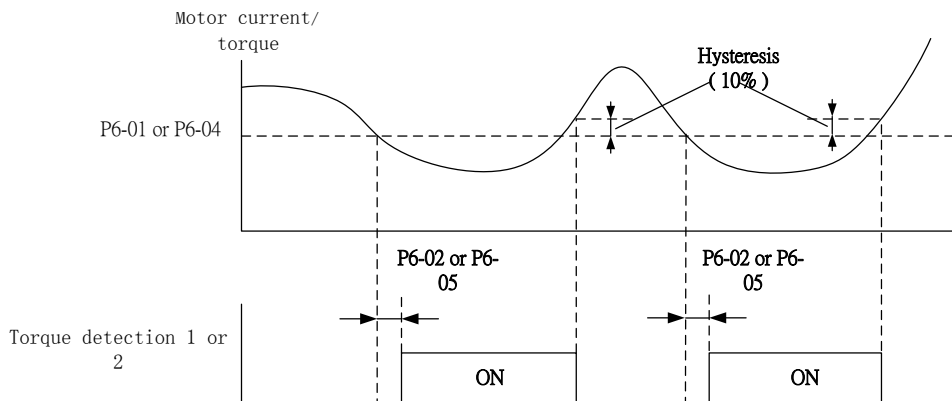 Motor current/
torque
Hysteresis
( 10% )
P6-01 or P6-04
P6-02 or P6-
05
P6-02 or P6-
05
Torque detection 1 or
2
ON
ON